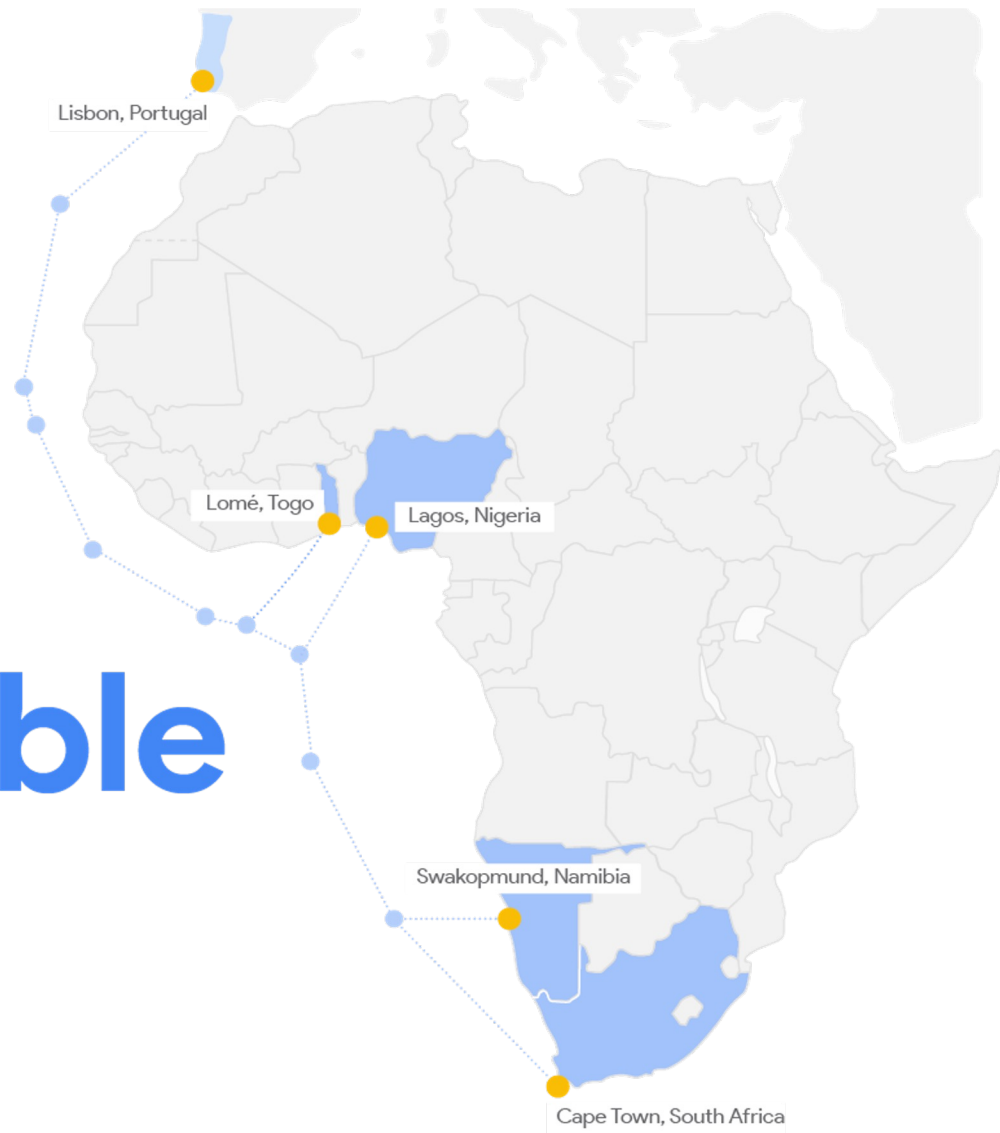 Lisbon, Portugal
Lomé, Togo
Lagos, Nigeria
ble
Swakopmund, Namibia
Cape Town, South Africa